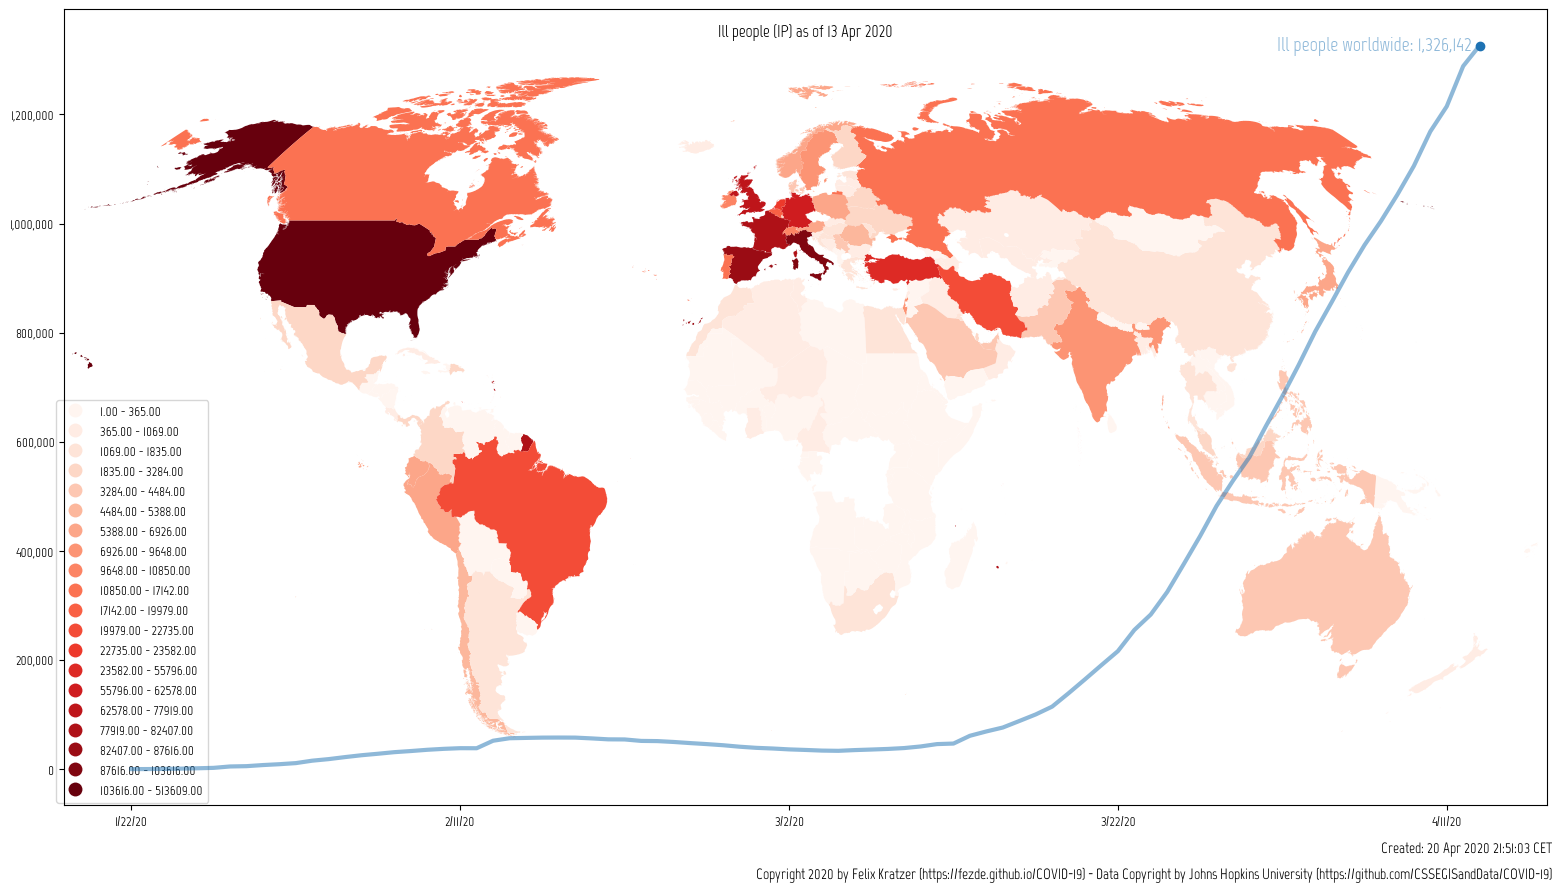 Ill people (IP) as of 13 Apr 2020
Ill people worldwide: 1,326,142
1,200,000
1,000,000
800,000
600,000
400,000
200,000
0
1.00 - 365.00
365.00 - 1069.00
1069.00 - 1835.00
1835.00 - 3284.00
3284.00 - 4484.00
4484.00 - 5388.00
5388.00 - 6926.00
6926.00 - 9648.00
9648.00 - 10850.00
10850.00 - 17142.00
17142.00 - 19979.00
19979.00 - 22735.00
22735.00 - 23582.00
23582.00 - 55796.00
55796.00 - 62578.00
62578.00 - 77919.00
77919.00 - 82407.00
82407.00 - 87616.00
87616.00 - 103616.00
103616.00 - 513609.00
1/22/20 2/11/20 3/2/20 3/22/20 4/11/20
Created: 20 Apr 2020 21:51:03 CET
Copyright 2020 by Felix Kratzer (https://fezde.github.io/COVID-19) - Data Copyright by Johns Hopkins University (https://github.com/CSSEGISandData/COVID-19)